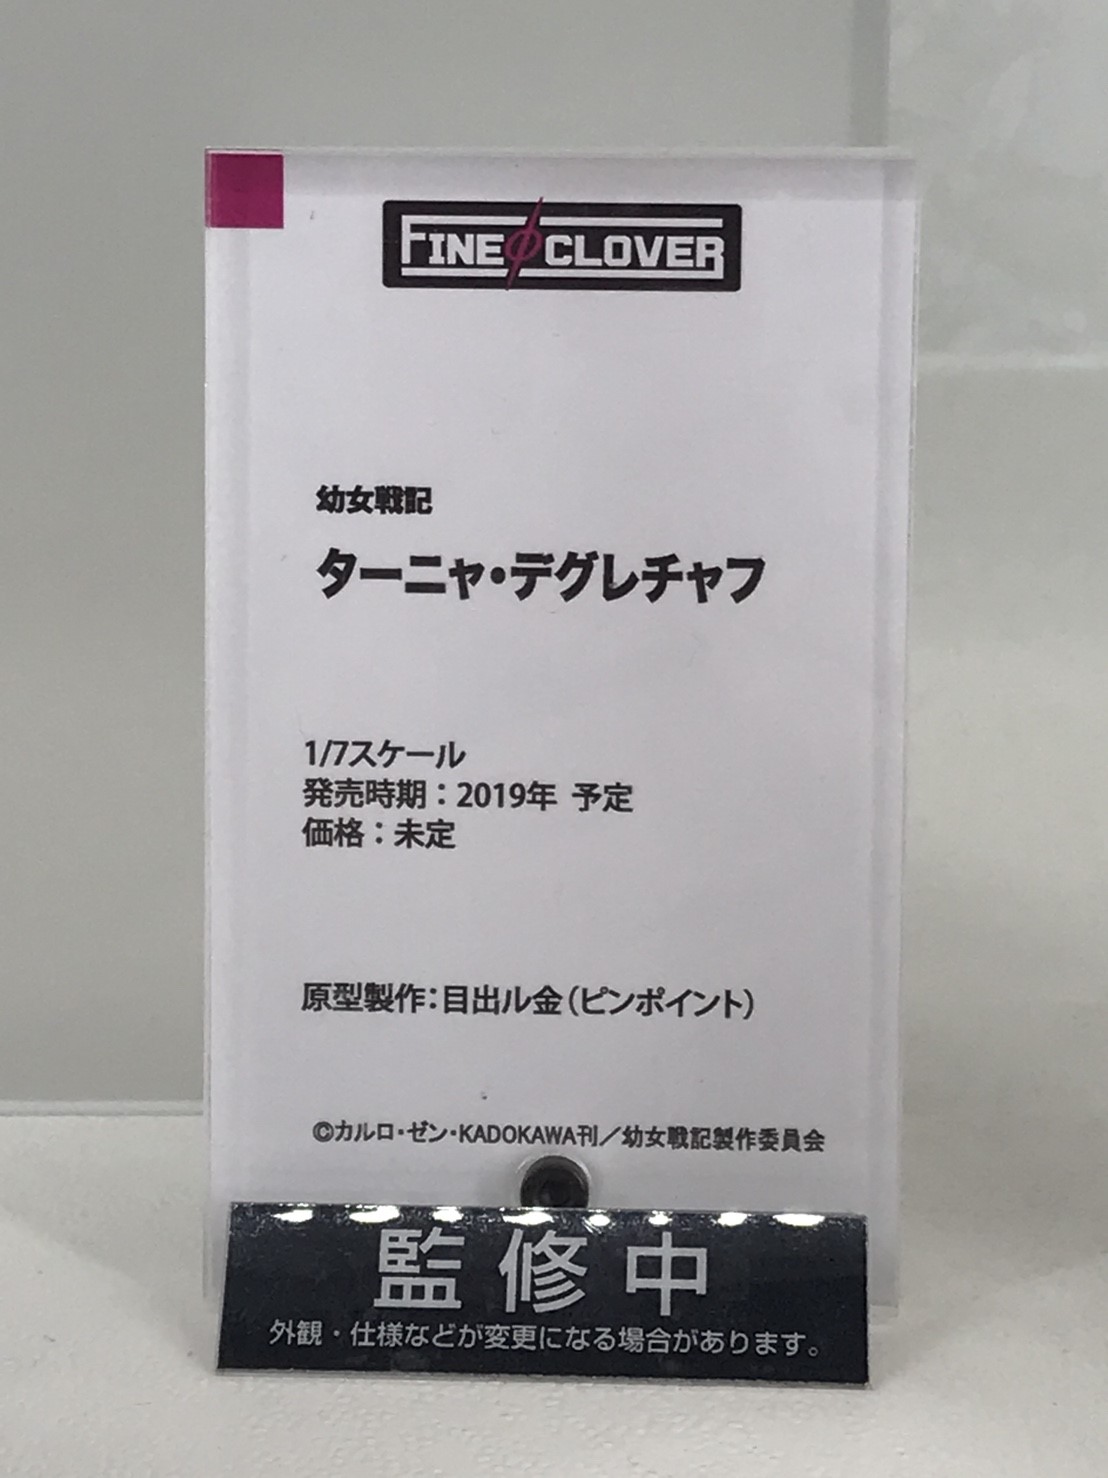 FINE CLOVER
幼女戦記
ターニャ・デグレチャフ
1/7スケール
発売時期：2019年 予定
価格：未定
原型製作：目出ル金（ピンポイント）
©カルロ・ゼン・KADOKAWA刊／幼女戦記製作委員会
監修中
外観・仕様などが変更になる場合があります。